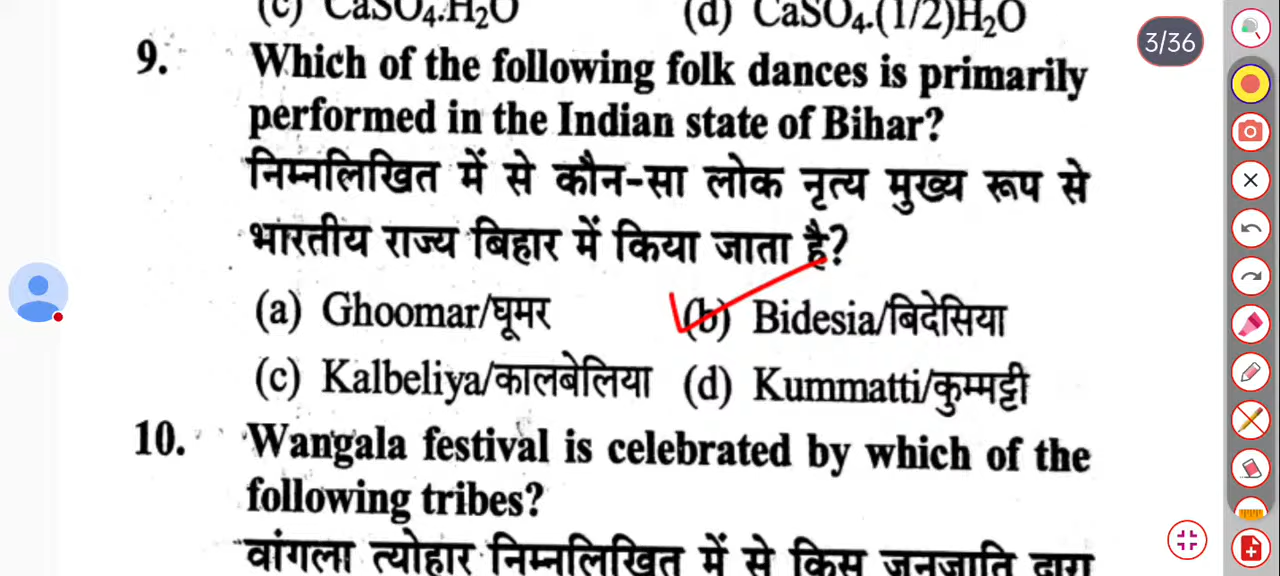 (c) CaSO₄.H₂O (d) CaSO₄.(1/2)H₂O
3/36
9. Which of the following folk dances is primarily
performed in the Indian state of Bihar?
निम्नलिखित में से कौन-सा लोक नृत्य मुख्य रूप से
भारतीय राज्य बिहार में किया जाता है?
(a) Ghoomar/घूमर (b) Bidesia/बिदेसिया
(c) Kalbeliya/कालबेलिया (d) Kummatti/कुम्मट्टी
10. Wangala festival is celebrated by which of the
following tribes?
वांगला त्योहार निम्नलिखित में से किस जनजाति द्वारा